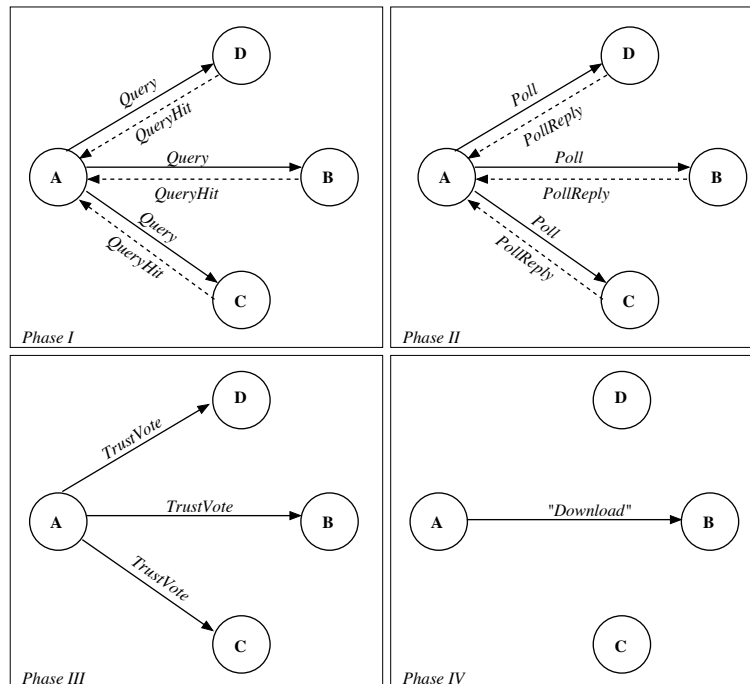 D
Query
QueryHit
A
Query
B
QueryHit
Query
QueryHit
C
Phase I
D
Poll
PollReply
A
Poll
B
PollReply
Poll
PollReply
C
Phase II
D
TrustVote
A
TrustVote
B
TrustVote
C
Phase III
D
A
"Download"
B
C
Phase IV